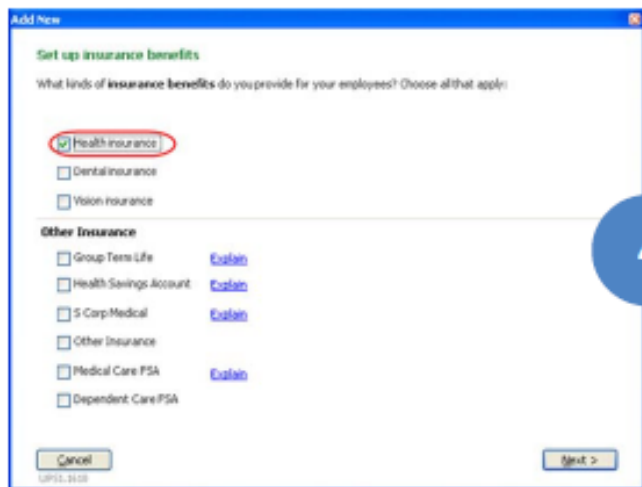 Add New
Set up insurance benefits
What kinds of insurance benefits do you provide for your employees? Choose all that apply:
Health insurance
Dental insurance
Vision insurance
Other Insurance
Group Term Life Explain
Health Savings Account Explain
S Corp Medical Explain
Other Insurance
Medical Care FSA Explain
Dependent Care FSA
Cancel Next >